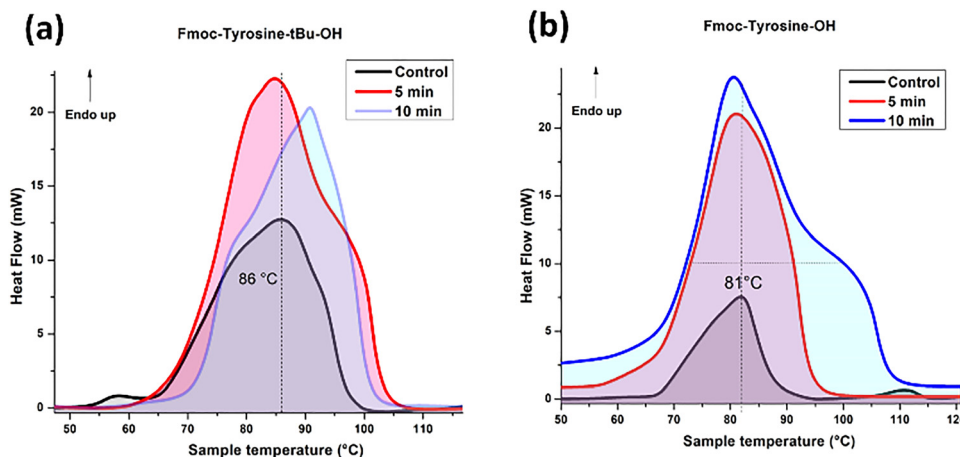 (a)
Fmoc-Tyrosine-tBu-OH
Control
5 min
10 min
Endo up
20
15
10
5
0
Heat Flow (mW)
86 °C
50 60 70 80 90 100 110
Sample temperature (°C)
(b)
Fmoc-Tyrosine-OH
Control
5 min
10 min
Endo up
20
15
10
5
0
Heat Flow (mW)
81°C
50 60 70 80 90 100 110 120
Sample temperature (°C)